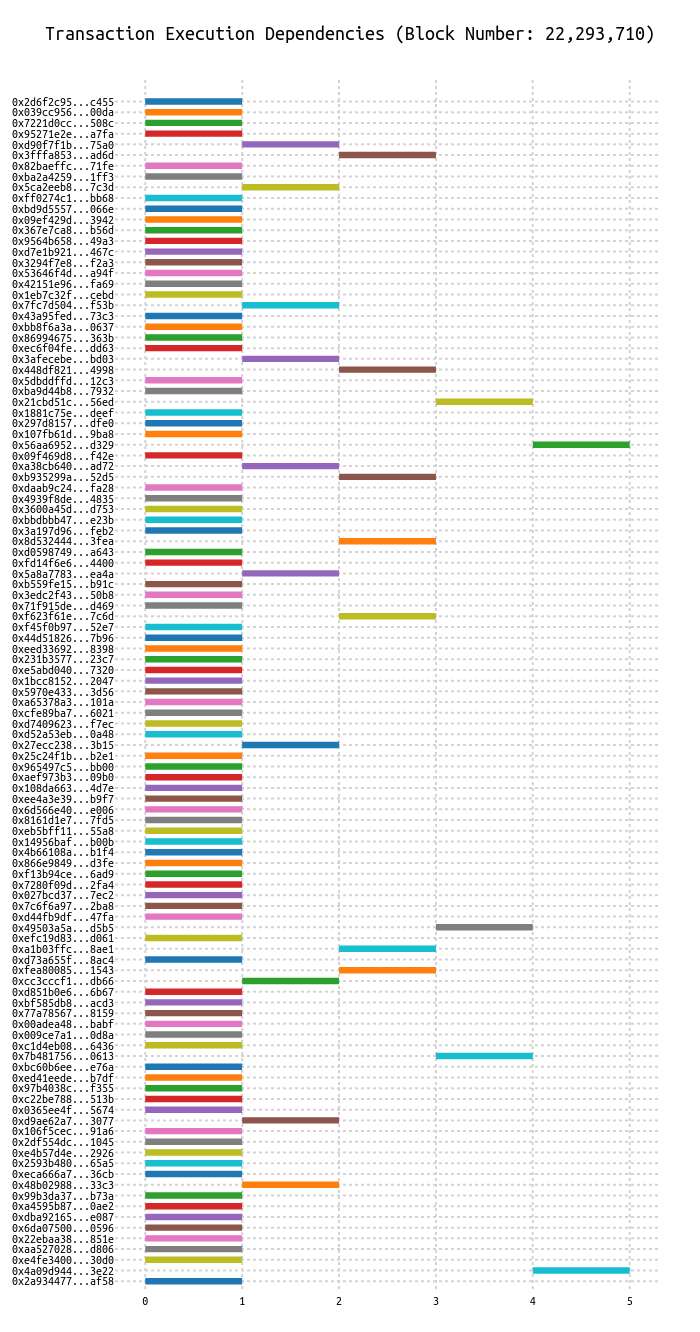 Transaction Execution Dependencies (Block Number: 22,293,710)
0x2d6f2c95...c455
0x039cc956...00da
0x7221d0cc...508c
0x95271e2e...a7fa
0xd90f7f1b...75a0
0x3fffa853...ad6d
0x82baeffc...71fe
0xba2a4259...1ff3
0x5ca2eeb8...7c3d
0xff0274c1...bb68
0xbd9d5557...066e
0x09ef429d...3942
0x367e7ca8...b56d
0x9564b658...49a3
0xd7e1b921...467c
0x3294f7e8...f2a3
0x53646f4d...a94f
0x42151e96...fa69
0x1eb7c32f...cebd
0x7fc7d504...f53b
0x43a95fed...73c3
0xbb8f6a3a...0637
0x86994675...363b
0xec6f04fe...dd63
0x3afecebe...bd03
0x448df821...4998
0x5dbddffd...12c3
0xba9d44b8...7932
0x21cbd51c...56ed
0x1881c75e...deef
0x297d8157...dfe0
0x107fb61d...9ba8
0x56aa6952...d329
0x09f469d8...f42e
0xa38cb640...ad72
0xb935299a...52d5
0xdaab9c24...fa28
0x4939f8de...4835
0x3600a45d...d753
0xbbdbbb47...e23b
0x3a197d96...feb2
0x8d532444...3fea
0xd0598749...a643
0xfd14f6e6...4400
0x5a8a7783...ea4a
0xb559fe15...b91c
0x3edc2f43...50b8
0x71f915de...d469
0xf623f61e...7c6d
0xf45f0b97...52e7
0x44d51826...7b96
0xeed33692...8398
0x231b3577...23c7
0xe5abd040...7320
0x1bcc8152...2047
0x5970e433...3d56
0xa65378a3...101a
0xcfe89ba7...6021
0xd7409623...f7ec
0xd52a53eb...0a48
0x27ecc238...3b15
0x25c24f1b...b2e1
0x965497c5...bb00
0xaef973b3...09b0
0x108da663...4d7e
0xee4a3e39...b9f7
0x6d566e40...e006
0x8161d1e7...7fd5
0xeb5bff11...55a8
0x14956baf...b00b
0x4b66108a...b1f4
0x866e9849...d3fe
0xf13b94ce...6ad9
0x7280f09d...2fa4
0x027bcd37...7ec2
0x7c6f6a97...2ba8
0xd44fb9df...47fa
0x49503a5a...d5b5
0xefc19d83...d061
0xa1b03ffc...8ae1
0xd73a655f...8ac4
0xfea80085...1543
0xcc3cccf1...db66
0xd851b0e6...6b67
0xbf585db8...acd3
0x77a78567...8159
0x00adea48...babf
0x009ce7a1...0d8a
0xc1d4eb08...6436
0x7b481756...0613
0xbc60b6ee...e76a
0xed41eede...b7df
0x97b4038c...f355
0xc22be788...513b
0x0365ee4f...5674
0xd9ae62a7...3077
0x106f5cec...91a6
0x2df554dc...1045
0xe4b57d4e...2926
0x2593b480...65a5
0xeca666a7...36cb
0x48b02988...33c3
0x99b3da37...b73a
0xa4595b87...0ae2
0xdba92165...e087
0x6da07500...0596
0x22ebaa38...851e
0xaa527028...d806
0xe4fe3400...30d0
0x4a09d944...3e22
0x2a934477...af58
0 1 2 3 4 5